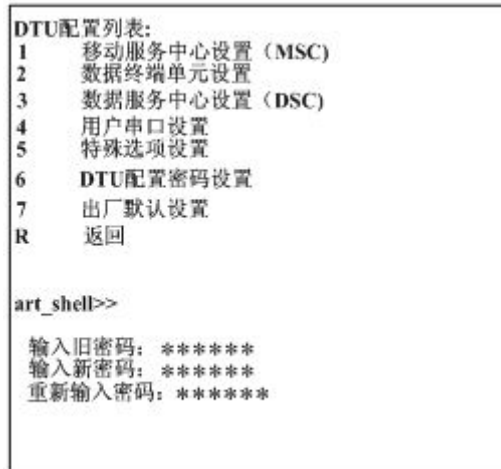 DTU配置列表:
1 移动服务中心设置（MSC)
2 数据终端单元设置
3 数据服务中心设置（DSC)
4 用户串口设置
5 特殊选项设置
6 DTU配置密码设置
7 出厂默认设置
R 返回
art_shell>>
输入旧密码：******
输入新密码：******
重新输入密码：******